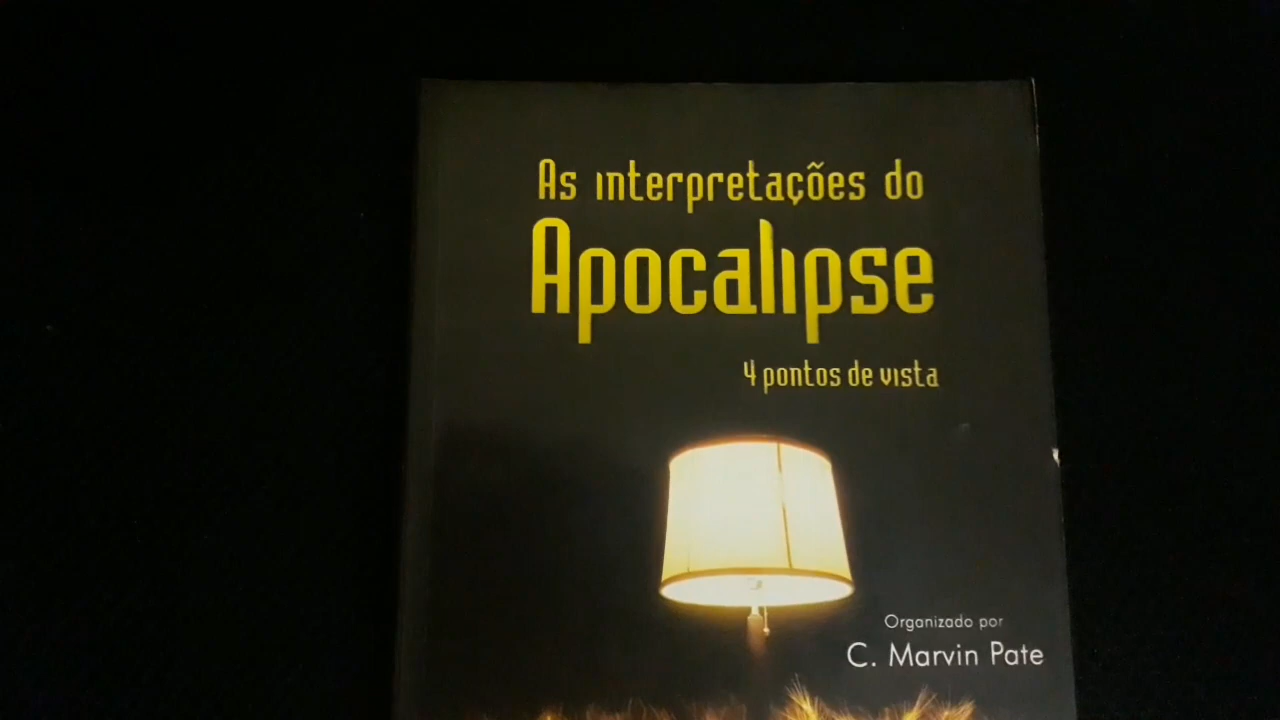 As interpretações do
Apocalipse
4 pontos de vista
Organizado por
C. Marvin Pate